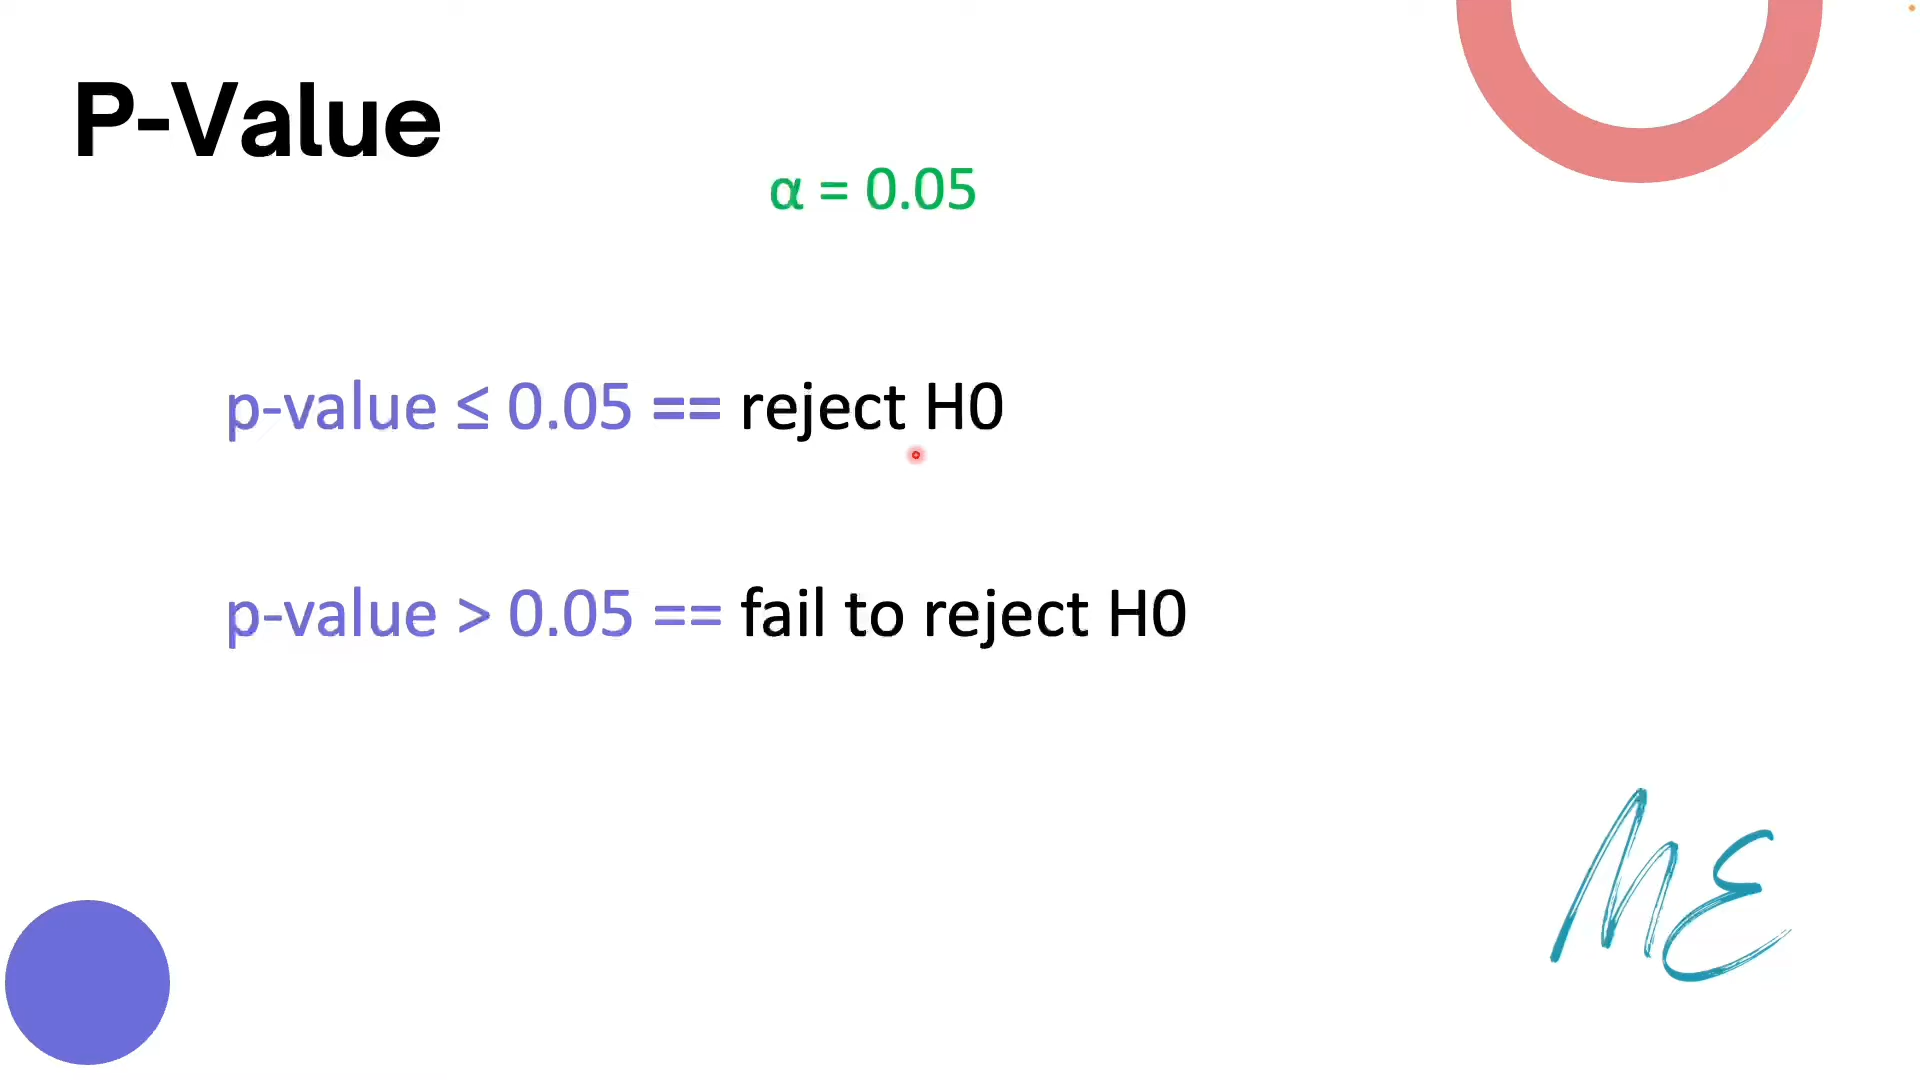 P-Value
α = 0.05
p-value ≤ 0.05 == reject H0
p-value > 0.05 == fail to reject H0
ME